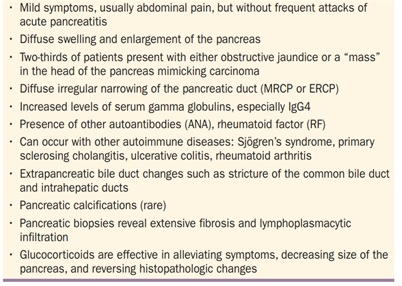 • Mild symptoms, usually abdominal pain, but without frequent attacks of
acute pancreatitis
• Diffuse swelling and enlargement of the pancreas
• Two-thirds of patients present with either obstructive jaundice or a “mass”
in the head of the pancreas mimicking carcinoma
• Diffuse irregular narrowing of the pancreatic duct (MRCP or ERCP)
• Increased levels of serum gamma globulins, especially IgG4
• Presence of other autoantibodies (ANA), rheumatoid factor (RF)
• Can occur with other autoimmune diseases: Sjögren’s syndrome, primary
sclerosing cholangitis, ulcerative colitis, rheumatoid arthritis
• Extrapancreatic bile duct changes such as stricture of the common bile duct
and intrahepatic ducts
• Pancreatic calcifications (rare)
• Pancreatic biopsies reveal extensive fibrosis and lymphoplasmacytic
infiltration
• Glucocorticoids are effective in alleviating symptoms, decreasing size of the
pancreas, and reversing histopathologic changes